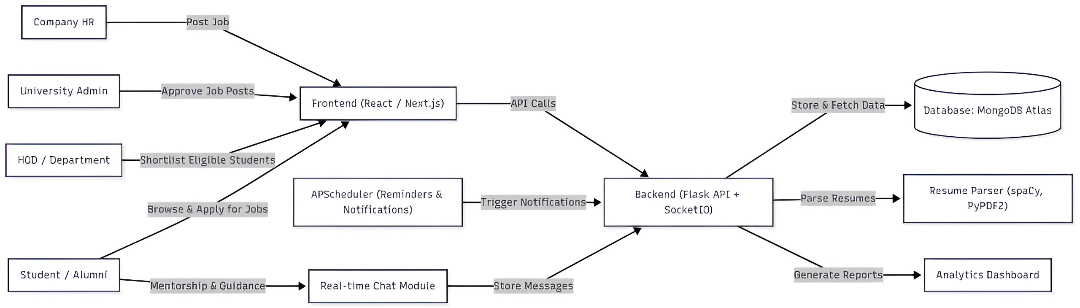 Company HR
Post Job
University Admin
Approve Job Posts
Frontend (React / Next.js)
API Calls
Store & Fetch Data
Database: MongoDB Atlas
HOD / Department
Shortlist Eligible Students
APScheduler (Reminders &
Notifications)
Trigger Notifications
Backend (Flask API +
SocketIO)
Parse Resumes
Resume Parser (spaCy,
PyPDF2)
Browse & Apply for Jobs
Student / Alumni
Mentorship & Guidance
Real-time Chat Module
Store Messages
Generate Reports
Analytics Dashboard